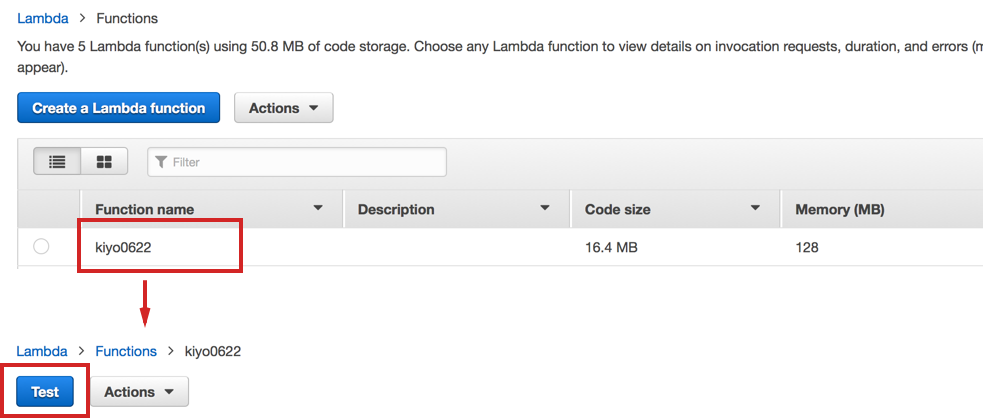 Lambda > Functions
You have 5 Lambda function(s) using 50.8 MB of code storage. Choose any Lambda function to view details on invocation requests, duration, and errors (m
appear).
Create a Lambda function Actions
Filter
Function name Description Code size Memory (MB)
kiyo0622 16.4 MB 128
Lambda > Functions > kiyo0622
Test Actions